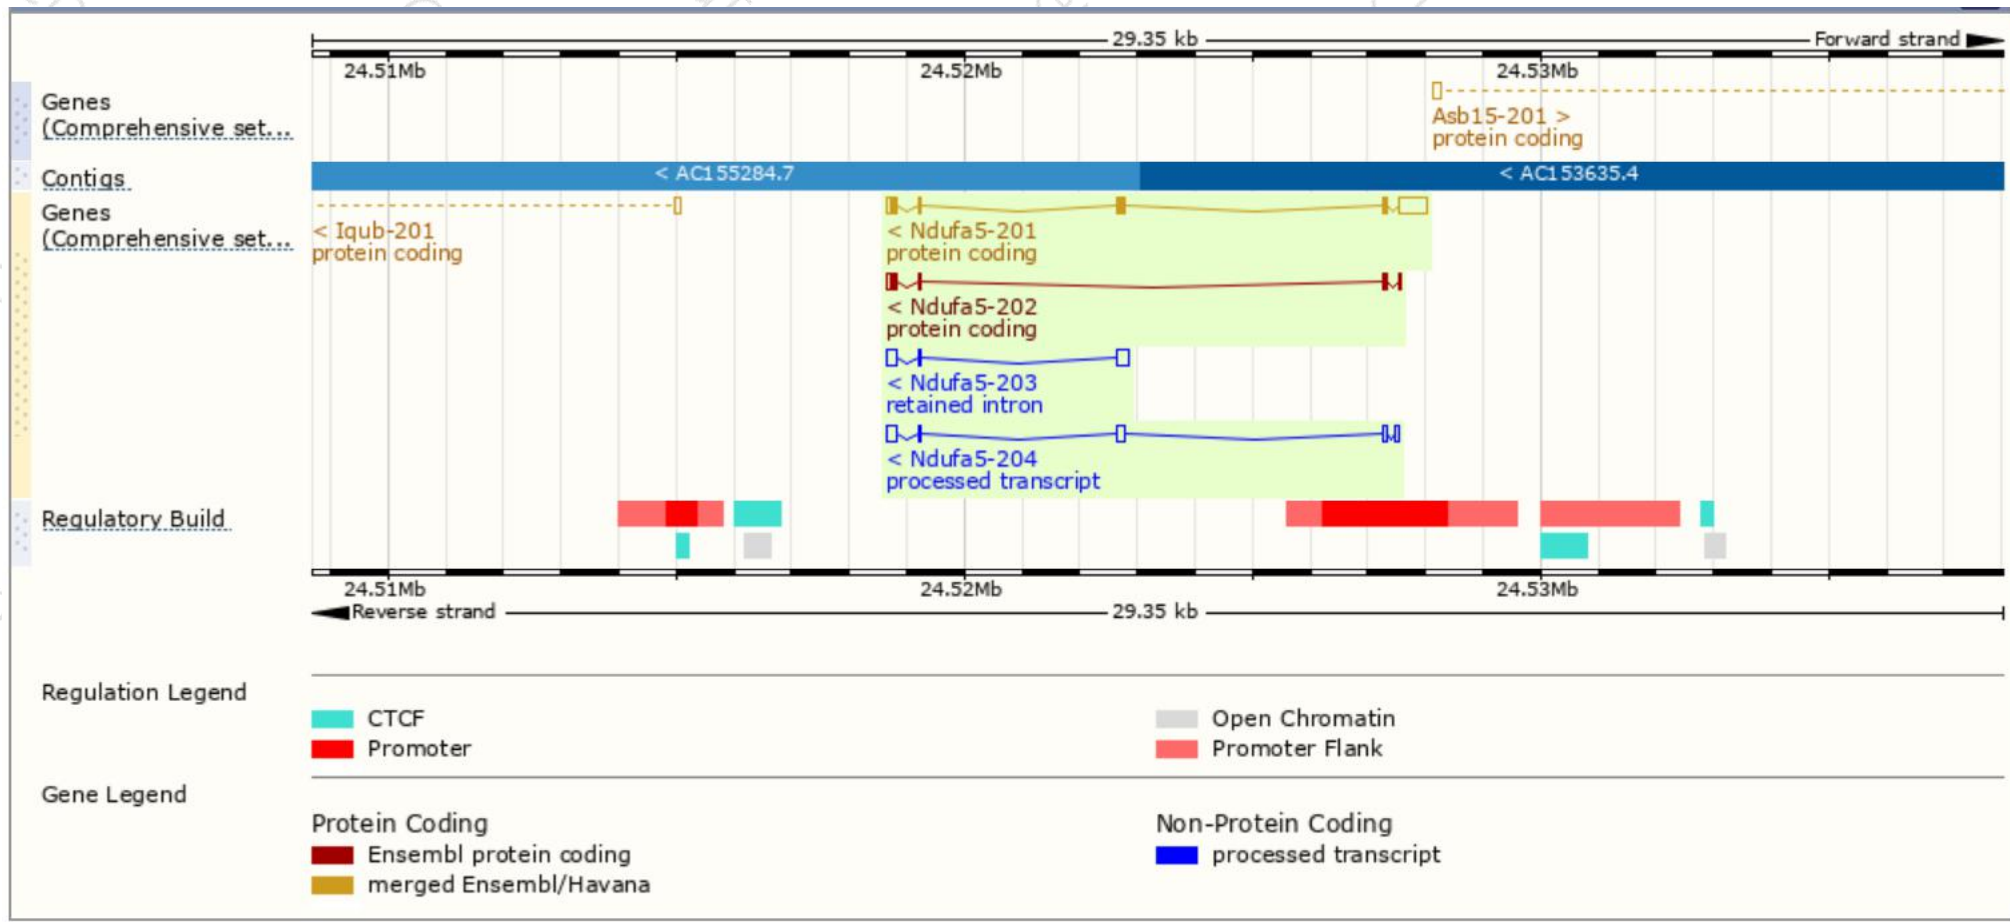 29.35 kb Forward strand
24.51Mb 24.52Mb 24.53Mb
Genes
(Comprehensive set...
Asb15-201 >
protein coding
Contigs
< AC155284.7 < AC153635.4
Genes
(Comprehensive set...
< Iqub-201
protein coding
< Ndufa5-201
protein coding
< Ndufa5-202
protein coding
< Ndufa5-203
retained intron
< Ndufa5-204
processed transcript
Regulatory Build
24.51Mb 24.52Mb 24.53Mb
Reverse strand 29.35 kb
Regulation Legend
CTCF Open Chromatin
Promoter Promoter Flank
Gene Legend
Protein Coding Non-Protein Coding
Ensembl protein coding processed transcript
merged Ensembl/Havana